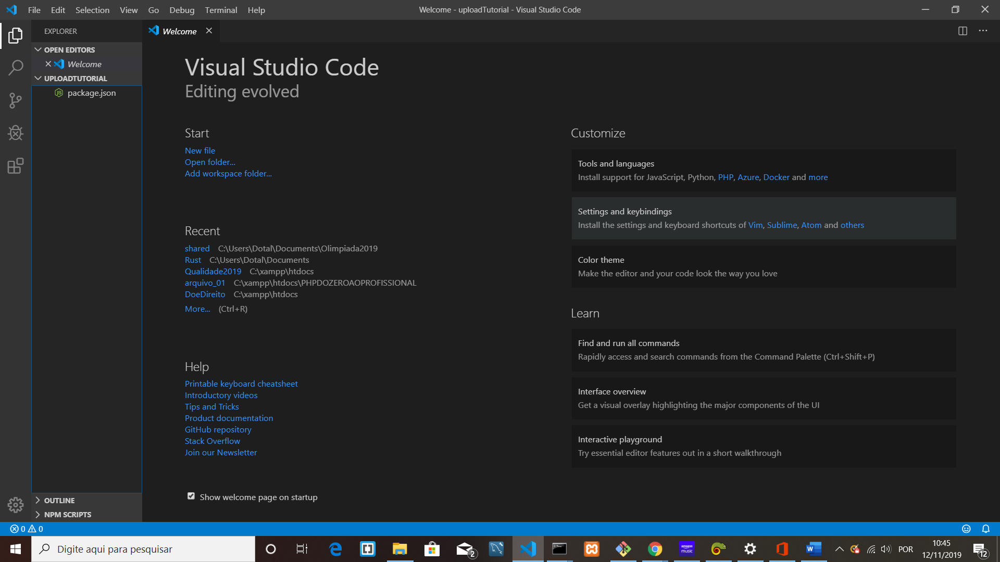 File Edit Selection View Go Debug Terminal Help
Welcome - uploadTutorial - Visual Studio Code
EXPLORER
OPEN EDITORS
Welcome
UPLOADTUTORIAL
package.json
OUTLINE
NPM SCRIPTS
Welcome
Visual Studio Code
Editing evolved
Start
New file
Open folder...
Add workspace folder...
Recent
shared C:\Users\Dotal\Documents\Olimpiada2019
Rust C:\Users\Dotal\Documents
Qualidade2019 C:\xampp\htdocs
arquivo_01 C:\xampp\htdocs\PHPDOZEROAOPROFISSIONAL
DoeDireito C:\xampp\htdocs
More... (Ctrl+R)
Help
Printable keyboard cheatsheet
Introductory videos
Tips and Tricks
Product documentation
GitHub repository
Stack Overflow
Join our Newsletter
Show welcome page on startup
Customize
Tools and languages
Install support for JavaScript, Python, PHP, Azure, Docker and more
Settings and keybindings
Install the settings and keyboard shortcuts of Vim, Sublime, Atom and others
Color theme
Make the editor and your code look the way you love
Learn
Find and run all commands
Rapidly access and search commands from the Command Palette (Ctrl+Shift+P)
Interface overview
Get a visual overlay highlighting the major components of the UI
Interactive playground
Try essential editor features out in a short walkthrough
0 0
Digite aqui para pesquisar
2
amazon music
POR
10:45
12/11/2019
12